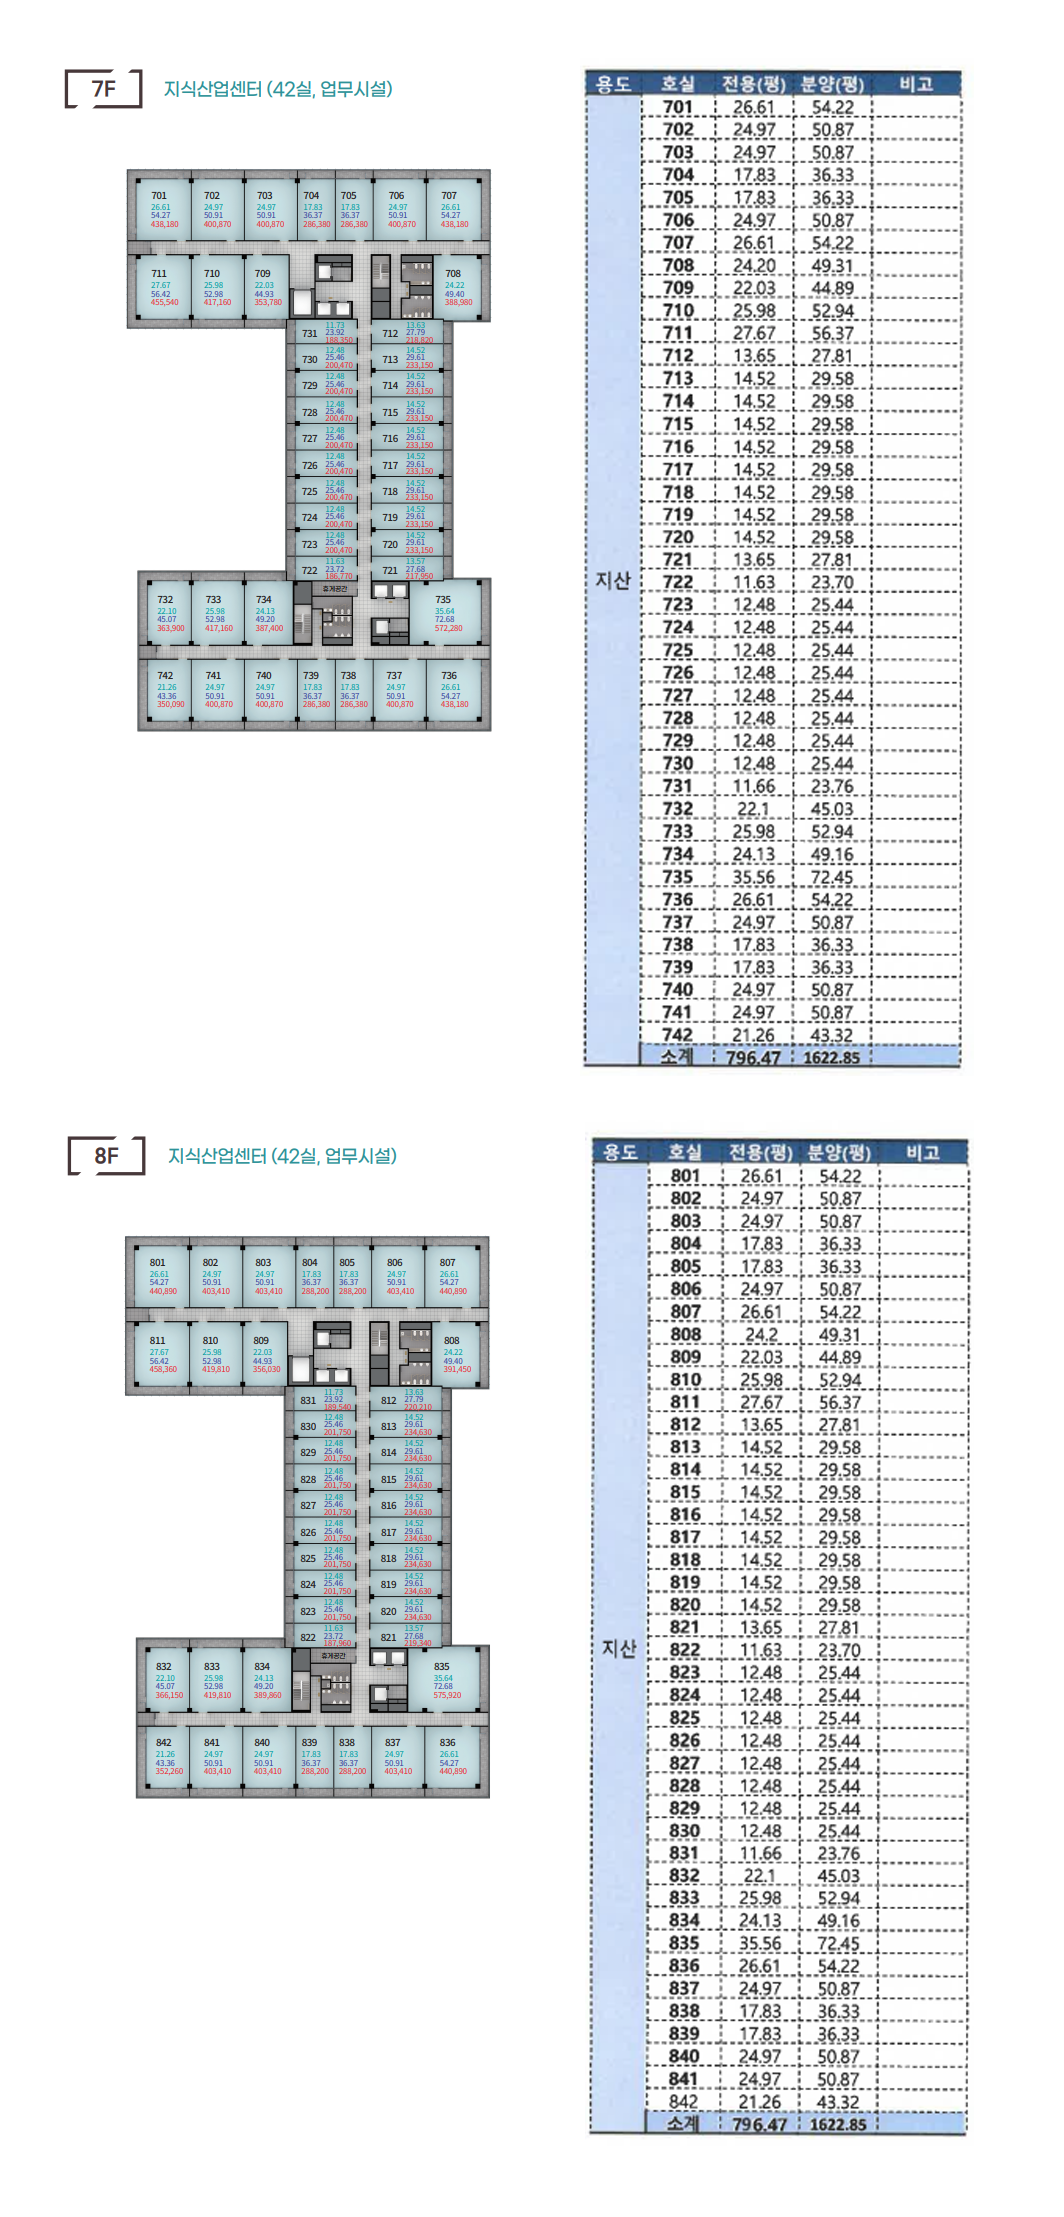 7F 지식산업센터 (42실, 업무시설)
701 702 703 704 705 706 707
26.61 24.97 24.97 17.83 17.83 24.97 26.61
54.27 50.91 50.91 36.37 36.37 50.91 54.27
438,180 400,870 400,870 286,380 286,380 400,870 438,180
711 710 709 708
27.67 25.98 22.03 24.22
56.42 52.98 44.93 49.40
455,540 417,160 353,780 388,980
731 11.73 23.92 188,350 712 13.63 27.79 218,820
730 12.48 25.46 200,470 713 14.52 29.61 233,150
729 12.48 25.46 200,470 714 14.52 29.61 233,150
728 12.48 25.46 200,470 715 14.52 29.61 233,150
727 12.48 25.46 200,470 716 14.52 29.61 233,150
726 12.48 25.46 200,470 717 14.52 29.61 233,150
725 12.48 25.46 200,470 718 14.52 29.61 233,150
724 12.48 25.46 200,470 719 14.52 29.61 233,150
723 12.48 25.46 200,470 720 14.52 29.61 233,150
722 11.63 23.72 186,770 721 13.57 27.68 217,950
휴게공간
732 733 734 735
22.10 25.98 24.13 35.64
45.07 52.98 49.20 72.68
363,900 417,160 387,400 572,280
742 741 740 739 738 737 736
21.26 24.97 24.97 17.83 17.83 24.97 26.61
43.36 50.91 50.91 36.37 36.37 50.91 54.27
350,090 400,870 400,870 286,380 286,380 400,870 438,180
용도 호실 전용(평) 분양(평) 비고
701 26.61 54.22
702 24.97 50.87
703 24.97 50.87
704 17.83 36.33
705 17.83 36.33
706 24.97 50.87
707 26.61 54.22
708 24.20 49.31
709 22.03 44.89
710 25.98 52.94
711 27.67 56.37
712 13.65 27.81
713 14.52 29.58
714 14.52 29.58
715 14.52 29.58
716 14.52 29.58
717 14.52 29.58
718 14.52 29.58
719 14.52 29.58
720 14.52 29.58
721 13.65 27.81
지산 722 11.63 23.70
723 12.48 25.44
724 12.48 25.44
725 12.48 25.44
726 12.48 25.44
727 12.48 25.44
728 12.48 25.44
729 12.48 25.44
730 12.48 25.44
731 11.66 23.76
732 22.1 45.03
733 25.98 52.94
734 24.13 49.16
735 35.56 72.45
736 26.61 54.22
737 24.97 50.87
738 17.83 36.33
739 17.83 36.33
740 24.97 50.87
741 24.97 50.87
742 21.26 43.32
소계 796.47 1622.85
8F 지식산업센터 (42실, 업무시설)
801 802 803 804 805 806 807
26.61 24.97 24.97 17.83 17.83 24.97 26.61
54.27 50.91 50.91 36.37 36.37 50.91 54.27
440,890 403,410 403,410 288,200 288,200 403,410 440,890
811 810 809 808
27.67 25.98 22.03 24.22
56.42 52.98 44.93 49.40
458,360 419,810 356,030 391,450
831 11.73 23.92 189,540 812 13.63 27.79 220,210
830 12.48 25.46 201,750 813 14.52 29.61 234,630
829 12.48 25.46 201,750 814 14.52 29.61 234,630
828 12.48 25.46 201,750 815 14.52 29.61 234,630
827 12.48 25.46 201,750 816 14.52 29.61 234,630
826 12.48 25.46 201,750 817 14.52 29.61 234,630
825 12.48 25.46 201,750 818 14.52 29.61 234,630
824 12.48 25.46 201,750 819 14.52 29.61 234,630
823 12.48 25.46 201,750 820 14.52 29.61 234,630
822 11.63 23.72 187,960 821 13.57 27.68 219,340
휴게공간
832 833 834 835
22.10 25.98 24.13 35.64
45.07 52.98 49.20 72.68
366,150 419,810 389,860 575,920
842 841 840 839 838 837 836
21.26 24.97 24.97 17.83 17.83 24.97 26.61
43.36 50.91 50.91 36.37 36.37 50.91 54.27
352,260 403,410 403,410 288,200 288,200 403,410 440,890
용도 호실 전용(평) 분양(평) 비고
801 26.61 54.22
802 24.97 50.87
803 24.97 50.87
804 17.83 36.33
805 17.83 36.33
806 24.97 50.87
807 26.61 54.22
808 24.2 49.31
809 22.03 44.89
810 25.98 52.94
811 27.67 56.37
812 13.65 27.81
813 14.52 29.58
814 14.52 29.58
815 14.52 29.58
816 14.52 29.58
817 14.52 29.58
818 14.52 29.58
819 14.52 29.58
820 14.52 29.58
821 13.65 27.81
지산 822 11.63 23.70
823 12.48 25.44
824 12.48 25.44
825 12.48 25.44
826 12.48 25.44
827 12.48 25.44
828 12.48 25.44
829 12.48 25.44
830 12.48 25.44
831 11.66 23.76
832 22.1 45.03
833 25.98 52.94
834 24.13 49.16
835 35.56 72.45
836 26.61 54.22
837 24.97 50.87
838 17.83 36.33
839 17.83 36.33
840 24.97 50.87
841 24.97 50.87
842 21.26 43.32
소계 796.47 1622.85